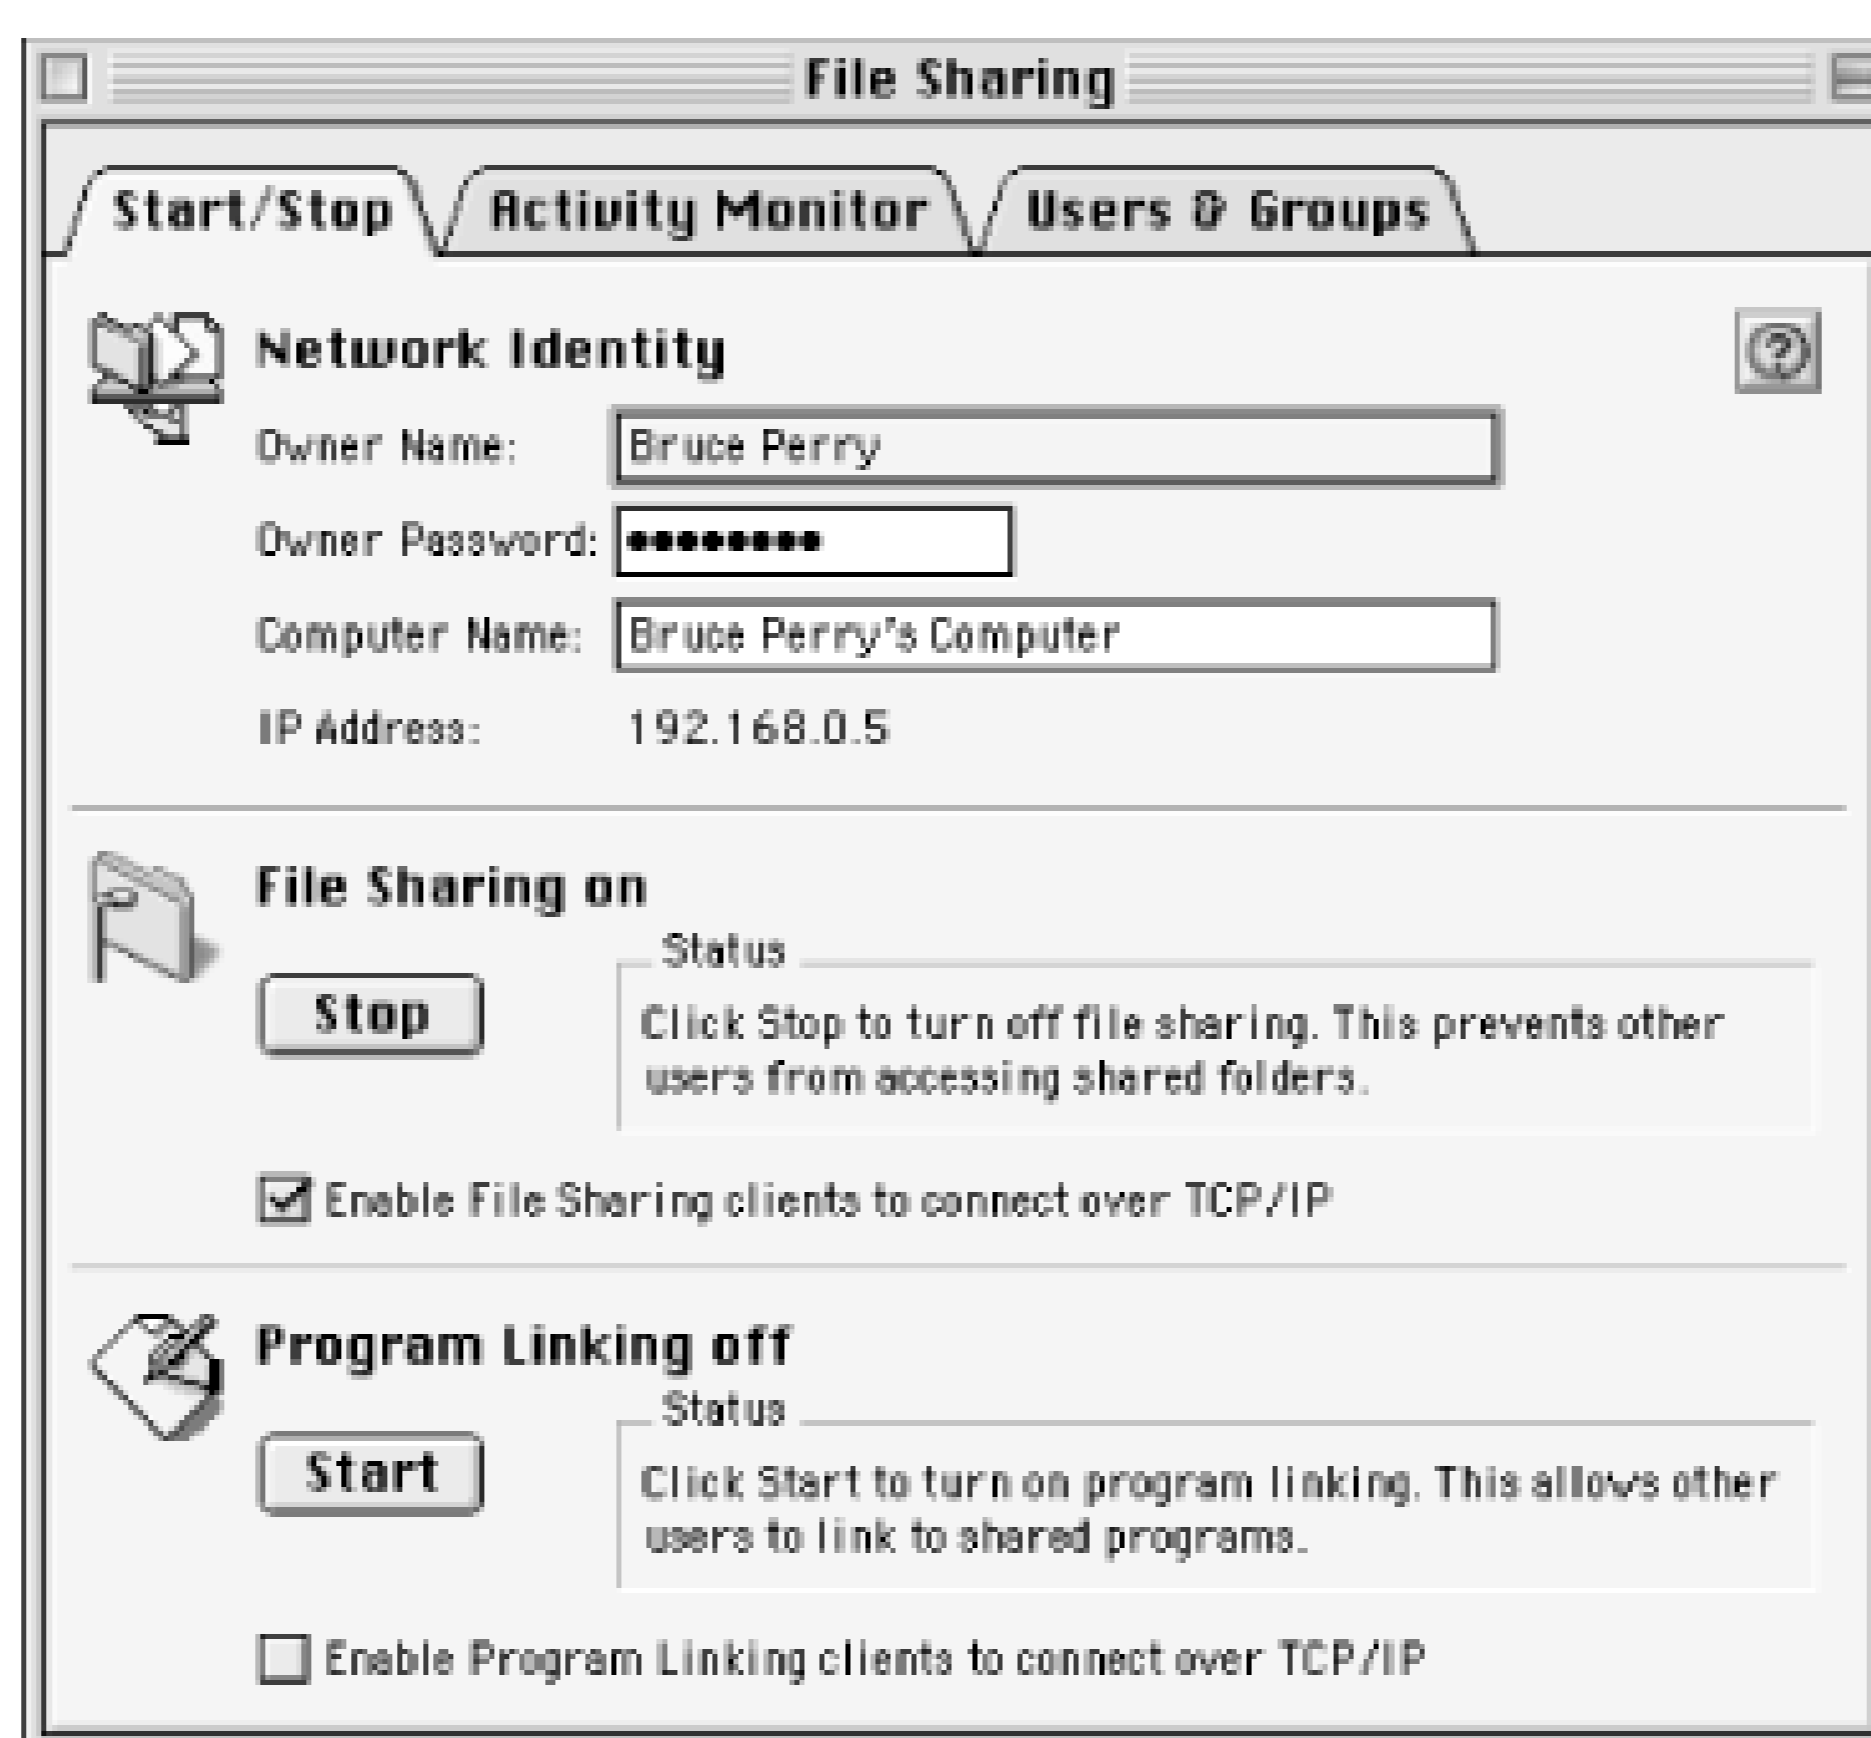 File Sharing
Start/Stop Activity Monitor Users & Groups
Network Identity
Owner Name: Bruce Perry
Owner Password: ••••••••
Computer Name: Bruce Perry's Computer
IP Address: 192.168.0.5
File Sharing on
Status
Stop
Click Stop to turn off file sharing. This prevents other
users from accessing shared folders.
Enable File Sharing clients to connect over TCP/IP
Program Linking off
Status
Start
Click Start to turn on program linking. This allows other
users to link to shared programs.
Enable Program Linking clients to connect over TCP/IP